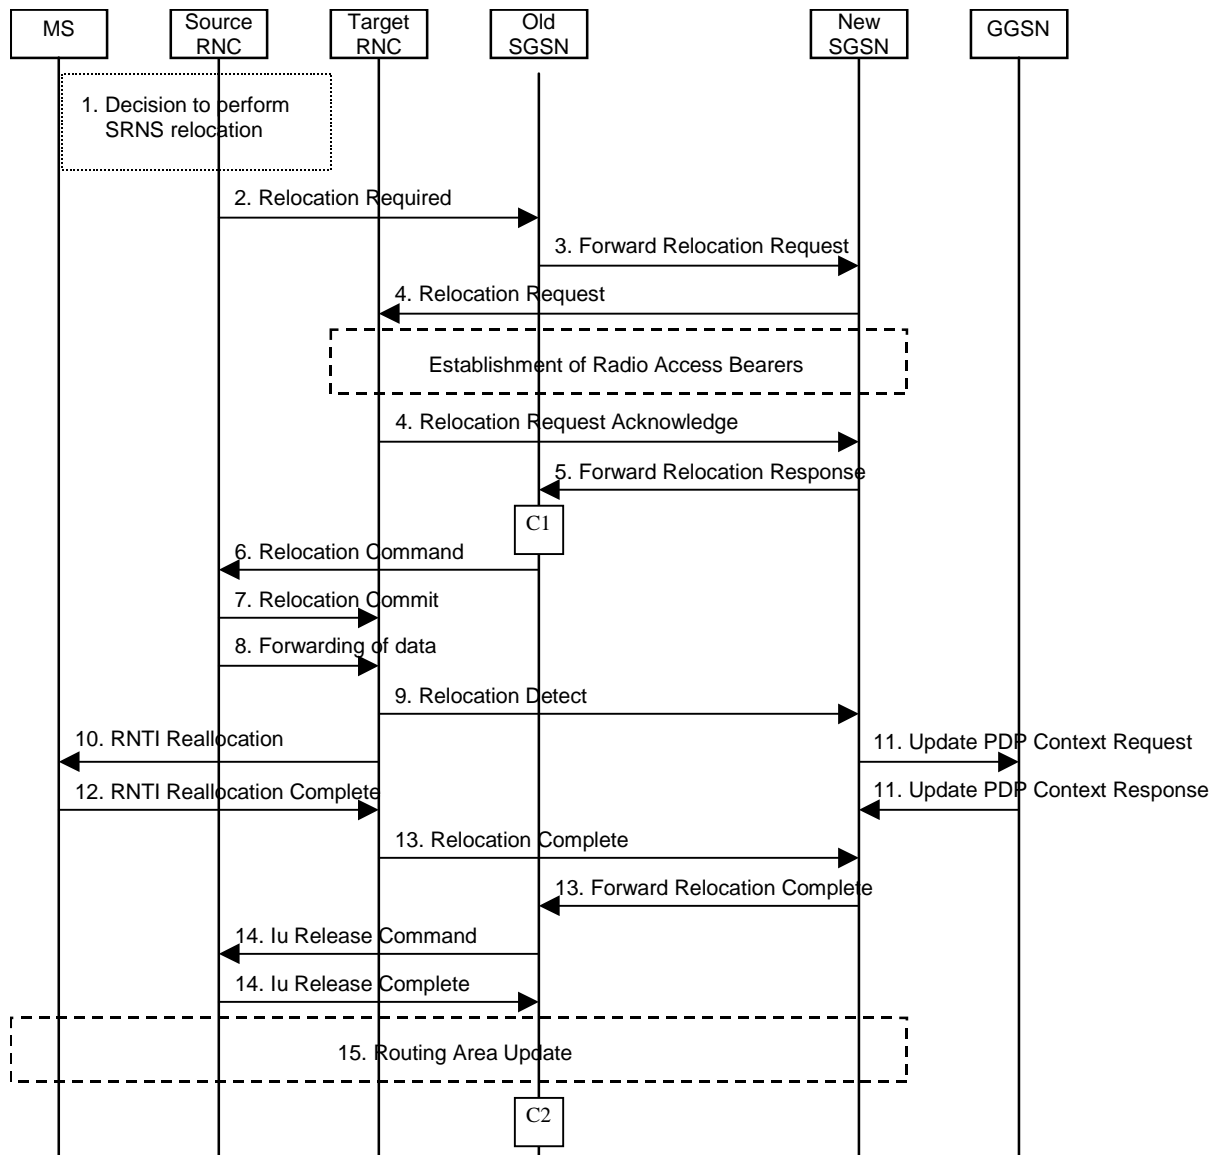 MS
Source
RNC
Target
RNC
Old
SGSN
New
SGSN
GGSN
1. Decision to perform
SRNS relocation
2. Relocation Required
3. Forward Relocation Request
4. Relocation Request
Establishment of Radio Access Bearers
4. Relocation Request Acknowledge
5. Forward Relocation Response
C1
6. Relocation Command
7. Relocation Commit
8. Forwarding of data
9. Relocation Detect
10. RNTI Reallocation
11. Update PDP Context Request
12. RNTI Reallocation Complete
11. Update PDP Context Response
13. Relocation Complete
13. Forward Relocation Complete
14. Iu Release Command
14. Iu Release Complete
15. Routing Area Update
C2